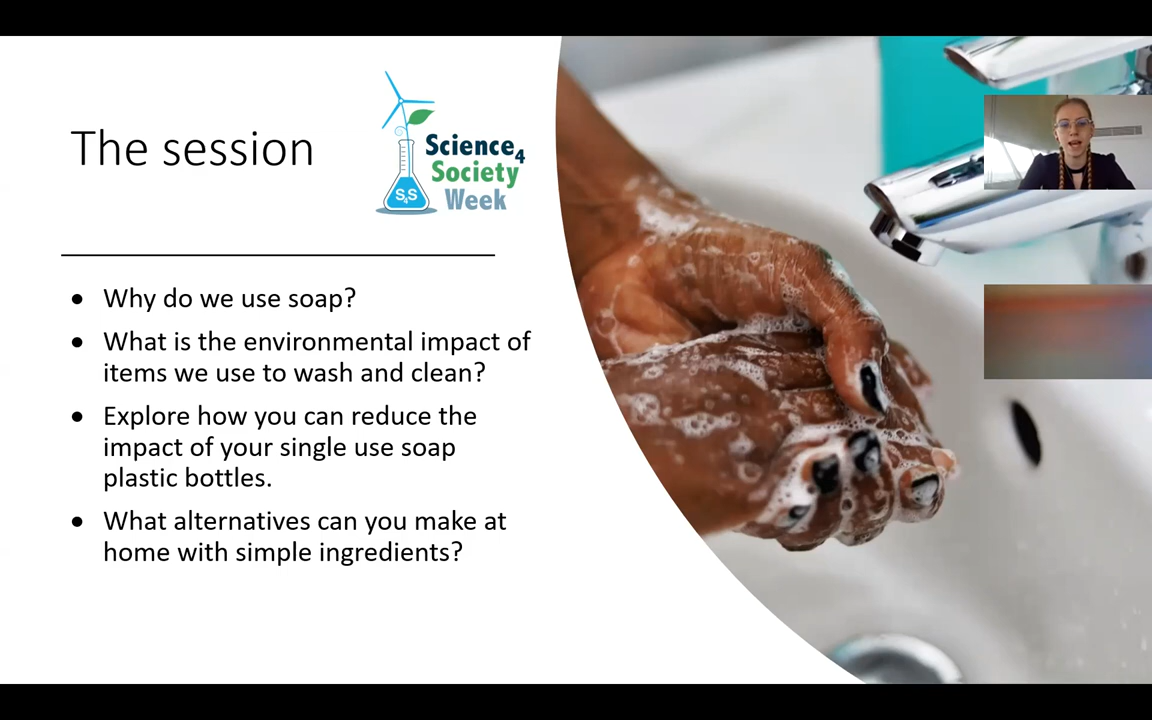 The session
Science4
Society
Week
S4S
Why do we use soap?
What is the environmental impact of
items we use to wash and clean?
Explore how you can reduce the
impact of your single use soap
plastic bottles.
What alternatives can you make at
home with simple ingredients?